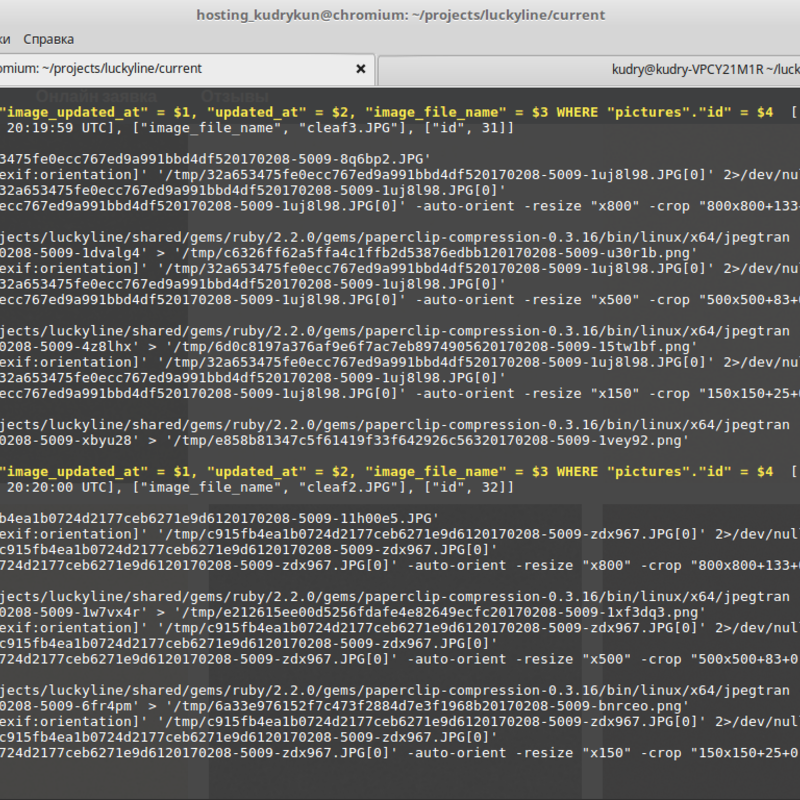 hosting_kudrykun@chromium: ~/projects/luckyline/current
ки Справка
omium: ~/projects/luckyline/current × kudry@kudry-VPCY21M1R ~/luck
Онлайн заявка Отзывы
"image_updated_at" = $1, "updated_at" = $2, "image_file_name" = $3 WHERE "pictures"."id" = $4 [
20:19:59 UTC], ["image_file_name", "cleaf3.JPG"], ["id", 31]]
3475fe0ecc767ed9a991bbd4df520170208-5009-8q6bp2.JPG'
exif:orientation]' '/tmp/32a653475fe0ecc767ed9a991bbd4df520170208-5009-1uj8l98.JPG[0]' 2>/dev/nul
32a653475fe0ecc767ed9a991bbd4df520170208-5009-1uj8l98.JPG[0]'
ecc767ed9a991bbd4df520170208-5009-1uj8l98.JPG[0]' -auto-orient -resize "x800" -crop "800x800+133+
jects/luckyline/shared/gems/ruby/2.2.0/gems/paperclip-compression-0.3.16/bin/linux/x64/jpegtran
0208-5009-1dvalg4' > '/tmp/c6326ff62a5ffa4c1ffb2d53876edbb120170208-5009-u30r1b.png'
exif:orientation]' '/tmp/32a653475fe0ecc767ed9a991bbd4df520170208-5009-1uj8l98.JPG[0]' 2>/dev/nul
32a653475fe0ecc767ed9a991bbd4df520170208-5009-1uj8l98.JPG[0]'
ecc767ed9a991bbd4df520170208-5009-1uj8l98.JPG[0]' -auto-orient -resize "x500" -crop "500x500+83+0
jects/luckyline/shared/gems/ruby/2.2.0/gems/paperclip-compression-0.3.16/bin/linux/x64/jpegtran
0208-5009-4z8lhx' > '/tmp/6d0c8197a376af9e6f7ac7eb8974905620170208-5009-15tw1bf.png'
exif:orientation]' '/tmp/32a653475fe0ecc767ed9a991bbd4df520170208-5009-1uj8l98.JPG[0]' 2>/dev/nul
32a653475fe0ecc767ed9a991bbd4df520170208-5009-1uj8l98.JPG[0]'
ecc767ed9a991bbd4df520170208-5009-1uj8l98.JPG[0]' -auto-orient -resize "x150" -crop "150x150+25+0
jects/luckyline/shared/gems/ruby/2.2.0/gems/paperclip-compression-0.3.16/bin/linux/x64/jpegtran
0208-5009-xbyu28' > '/tmp/e858b81347c5f61419f33f642926c56320170208-5009-1vey92.png'
"image_updated_at" = $1, "updated_at" = $2, "image_file_name" = $3 WHERE "pictures"."id" = $4 [
20:20:00 UTC], ["image_file_name", "cleaf2.JPG"], ["id", 32]]
b4ea1b0724d2177ceb6271e9d6120170208-5009-11h00e5.JPG'
exif:orientation]' '/tmp/c915fb4ea1b0724d2177ceb6271e9d6120170208-5009-zdx967.JPG[0]' 2>/dev/null
c915fb4ea1b0724d2177ceb6271e9d6120170208-5009-zdx967.JPG[0]'
724d2177ceb6271e9d6120170208-5009-zdx967.JPG[0]' -auto-orient -resize "x800" -crop "800x800+133+0
jects/luckyline/shared/gems/ruby/2.2.0/gems/paperclip-compression-0.3.16/bin/linux/x64/jpegtran
0208-5009-1w7vx4r' > '/tmp/e212615ee00d5256fdafe4e82649ecfc20170208-5009-1xf3dq3.png'
exif:orientation]' '/tmp/c915fb4ea1b0724d2177ceb6271e9d6120170208-5009-zdx967.JPG[0]' 2>/dev/null
c915fb4ea1b0724d2177ceb6271e9d6120170208-5009-zdx967.JPG[0]'
724d2177ceb6271e9d6120170208-5009-zdx967.JPG[0]' -auto-orient -resize "x500" -crop "500x500+83+0
jects/luckyline/shared/gems/ruby/2.2.0/gems/paperclip-compression-0.3.16/bin/linux/x64/jpegtran
0208-5009-6fr4pm' > '/tmp/6a33e976152f7c473f2884d7e3f1968b20170208-5009-bnrceo.png'
exif:orientation]' '/tmp/c915fb4ea1b0724d2177ceb6271e9d6120170208-5009-zdx967.JPG[0]' 2>/dev/null
c915fb4ea1b0724d2177ceb6271e9d6120170208-5009-zdx967.JPG[0]'
724d2177ceb6271e9d6120170208-5009-zdx967.JPG[0]' -auto-orient -resize "x150" -crop "150x150+25+0